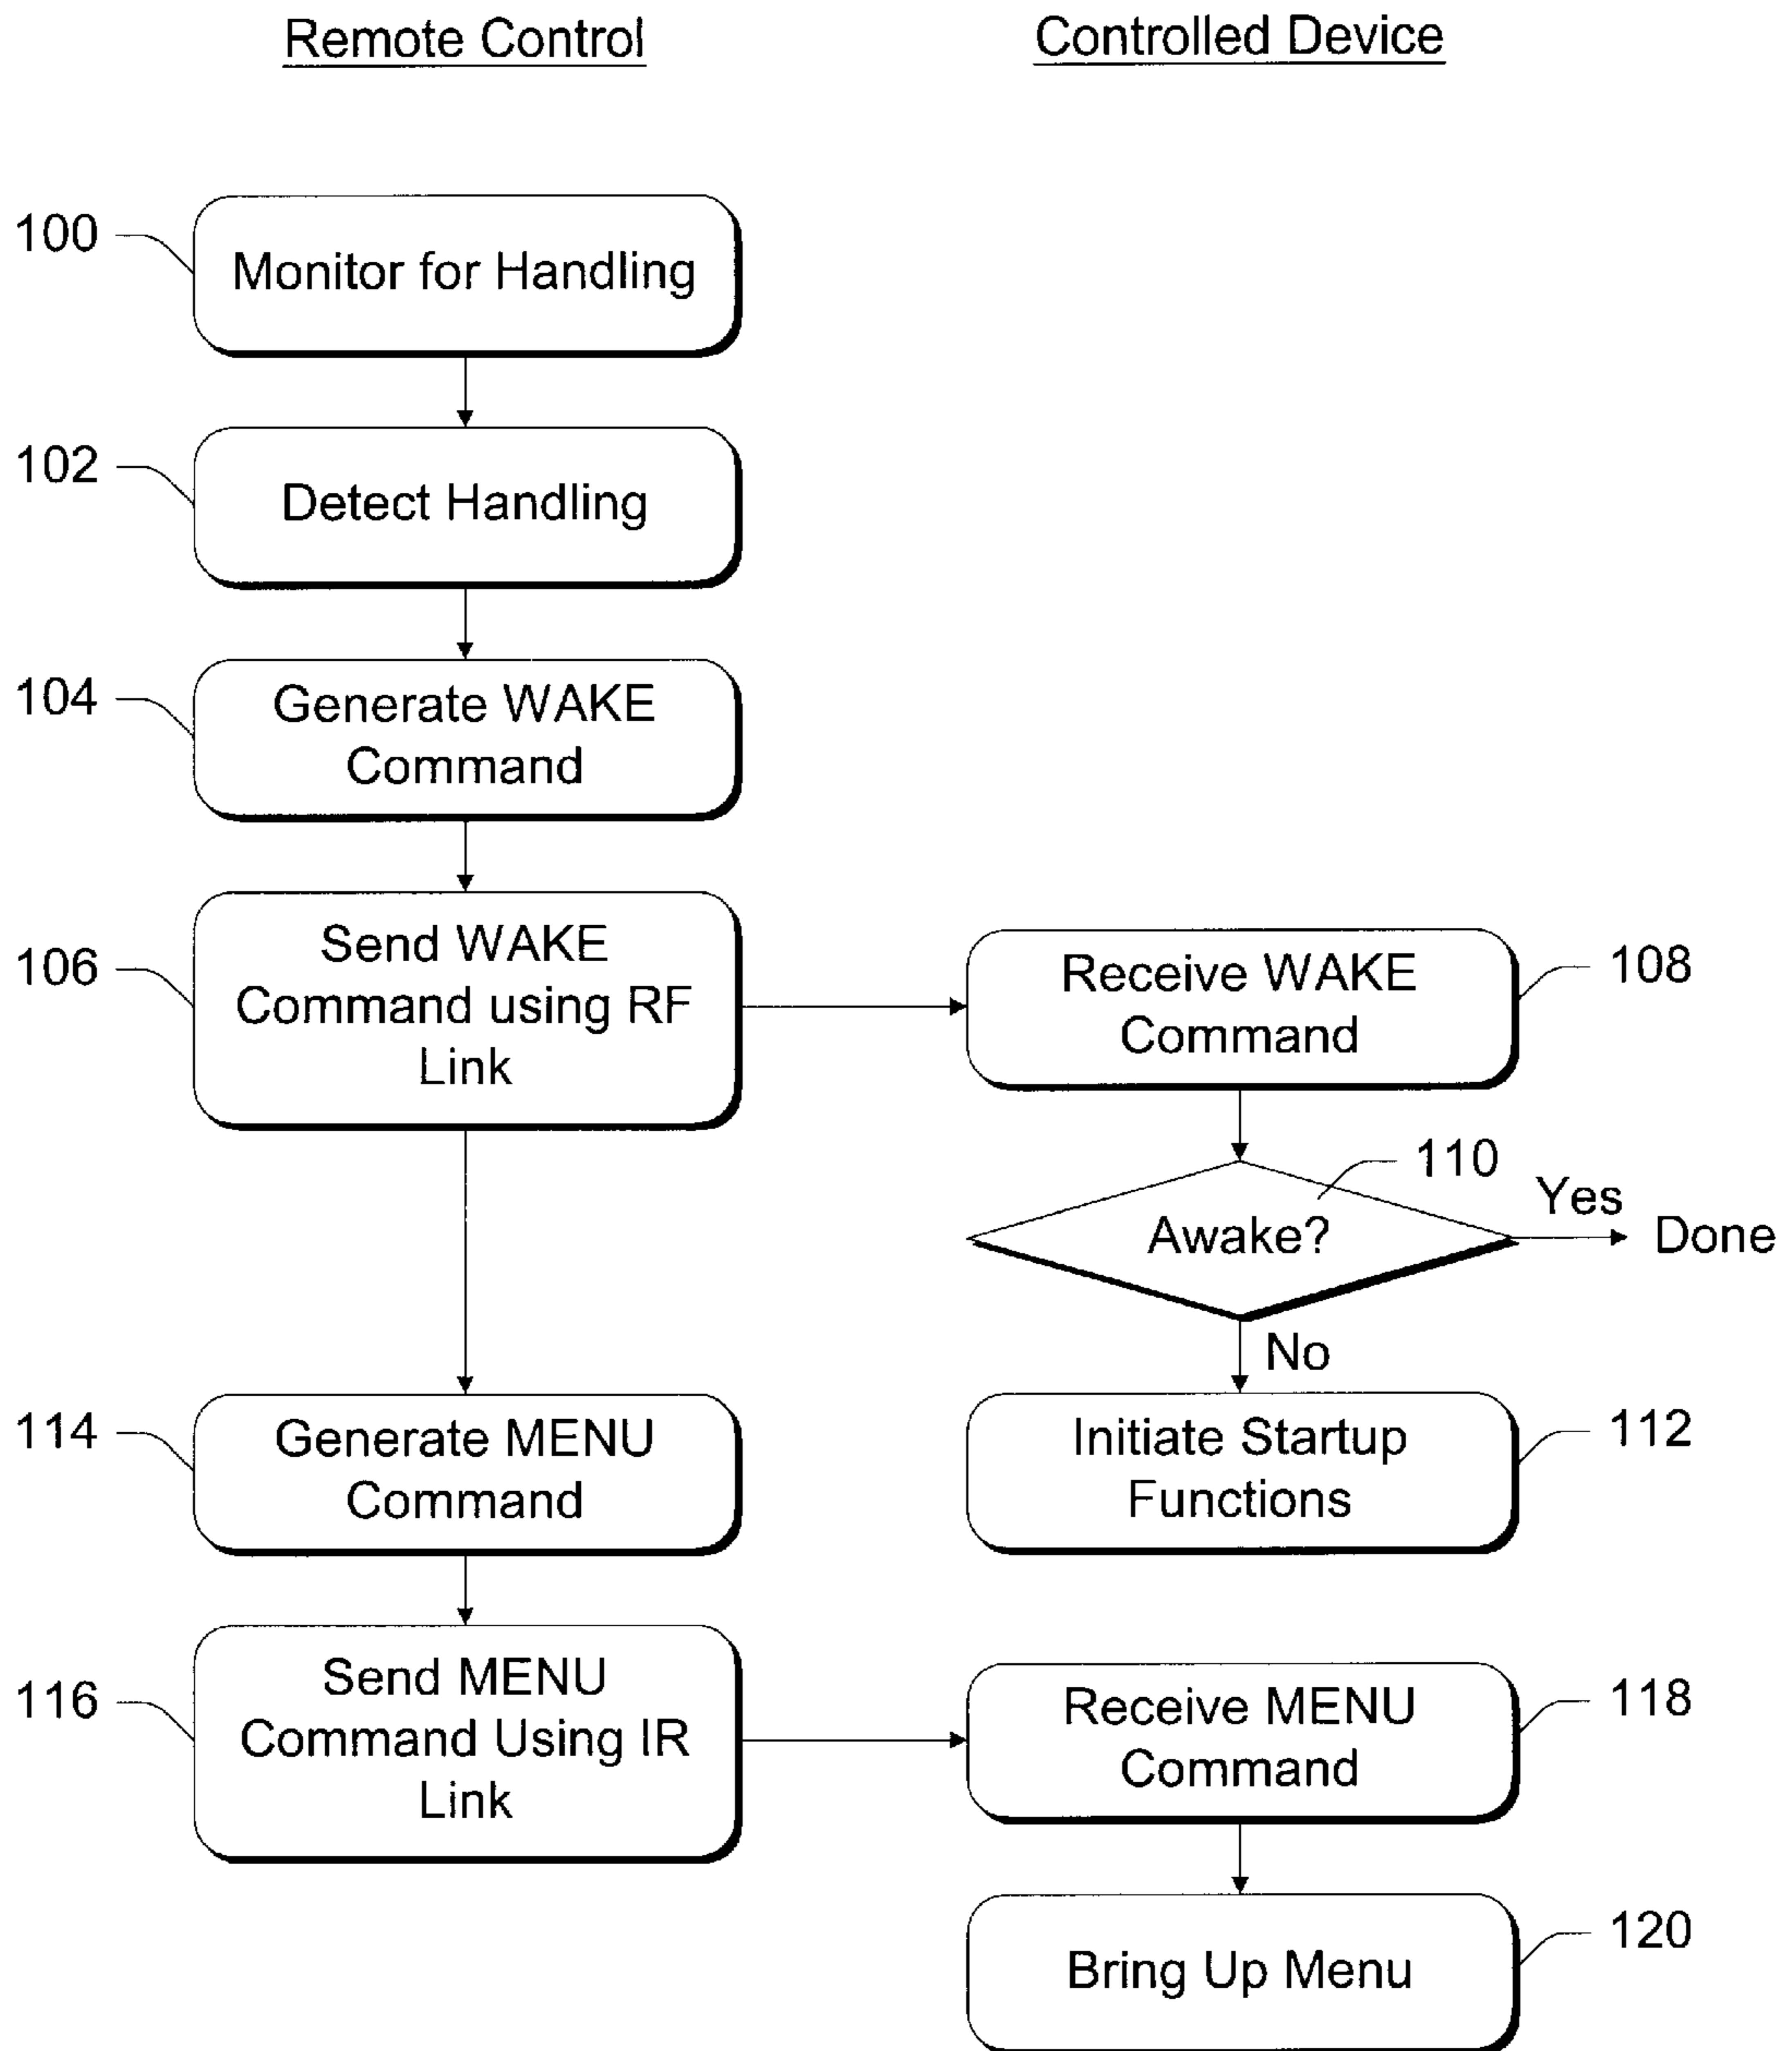 Remote Control
Controlled Device
100
Monitor for Handling
102
Detect Handling
104
Generate WAKE
Command
106
Send WAKE
Command using RF
Link
Receive WAKE
Command
108
110
Awake?
Yes
Done
No
114
Generate MENU
Command
Initiate Startup
Functions
112
116
Send MENU
Command Using IR
Link
Receive MENU
Command
118
Bring Up Menu
120